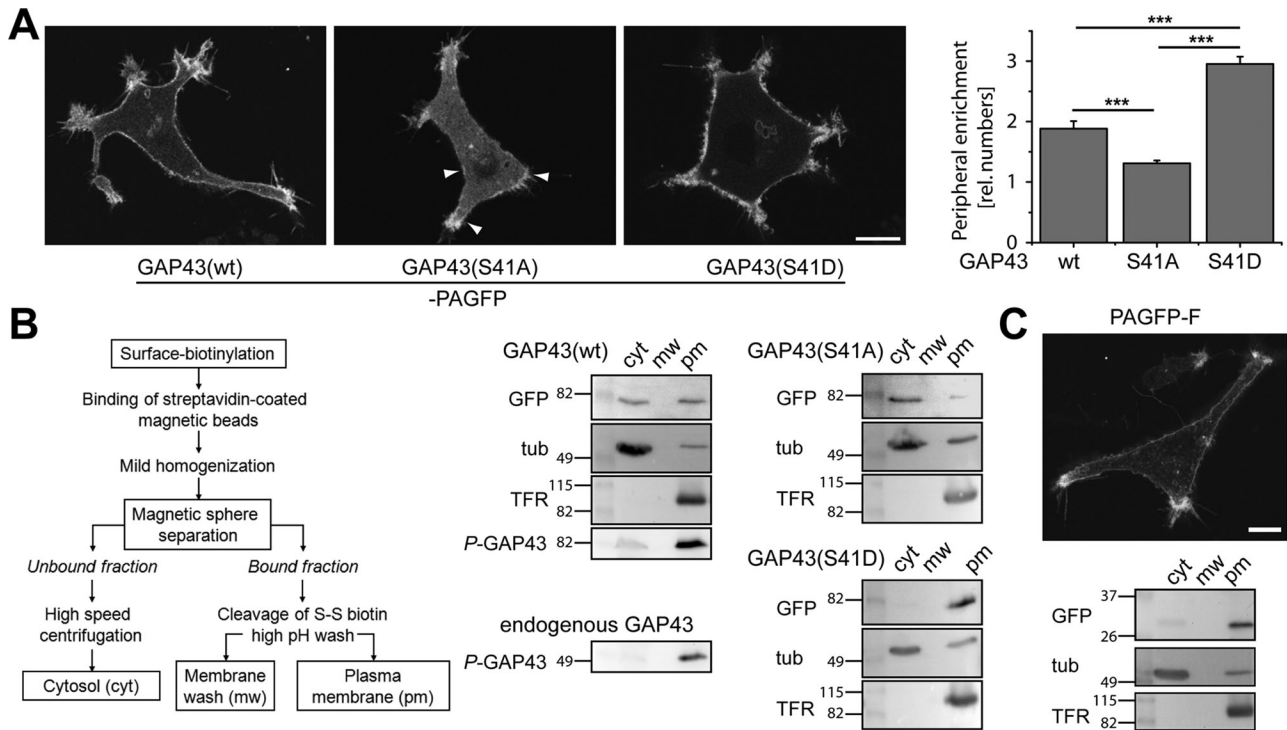 A
GAP43(wt)
GAP43(S41A)
GAP43(S41D)
-PAGFP
Peripheral enrichment
[rel. numbers]
3
2
1
0
***
***
***
GAP43 wt S41A S41D
B
Surface-biotinylation
Binding of streptavidin-coated
magnetic beads
Mild homogenization
Magnetic sphere
separation
Unbound fraction
Bound fraction
High speed
centrifugation
Cleavage of S-S biotin
high pH wash
Cytosol (cyt)
Membrane
wash (mw)
Plasma
membrane (pm)
GAP43(wt) cyt mw pm
GFP 82
tub 49
TFR 115
82
P-GAP43 82
endogenous GAP43
P-GAP43 49
GAP43(S41A) cyt mw pm
GFP 82
tub 49
TFR 115
82
GAP43(S41D) cyt mw pm
GFP 82
tub 49
TFR 115
82
C
PAGFP-F
cyt mw pm
37
GFP 26
tub 49
TFR 115
82